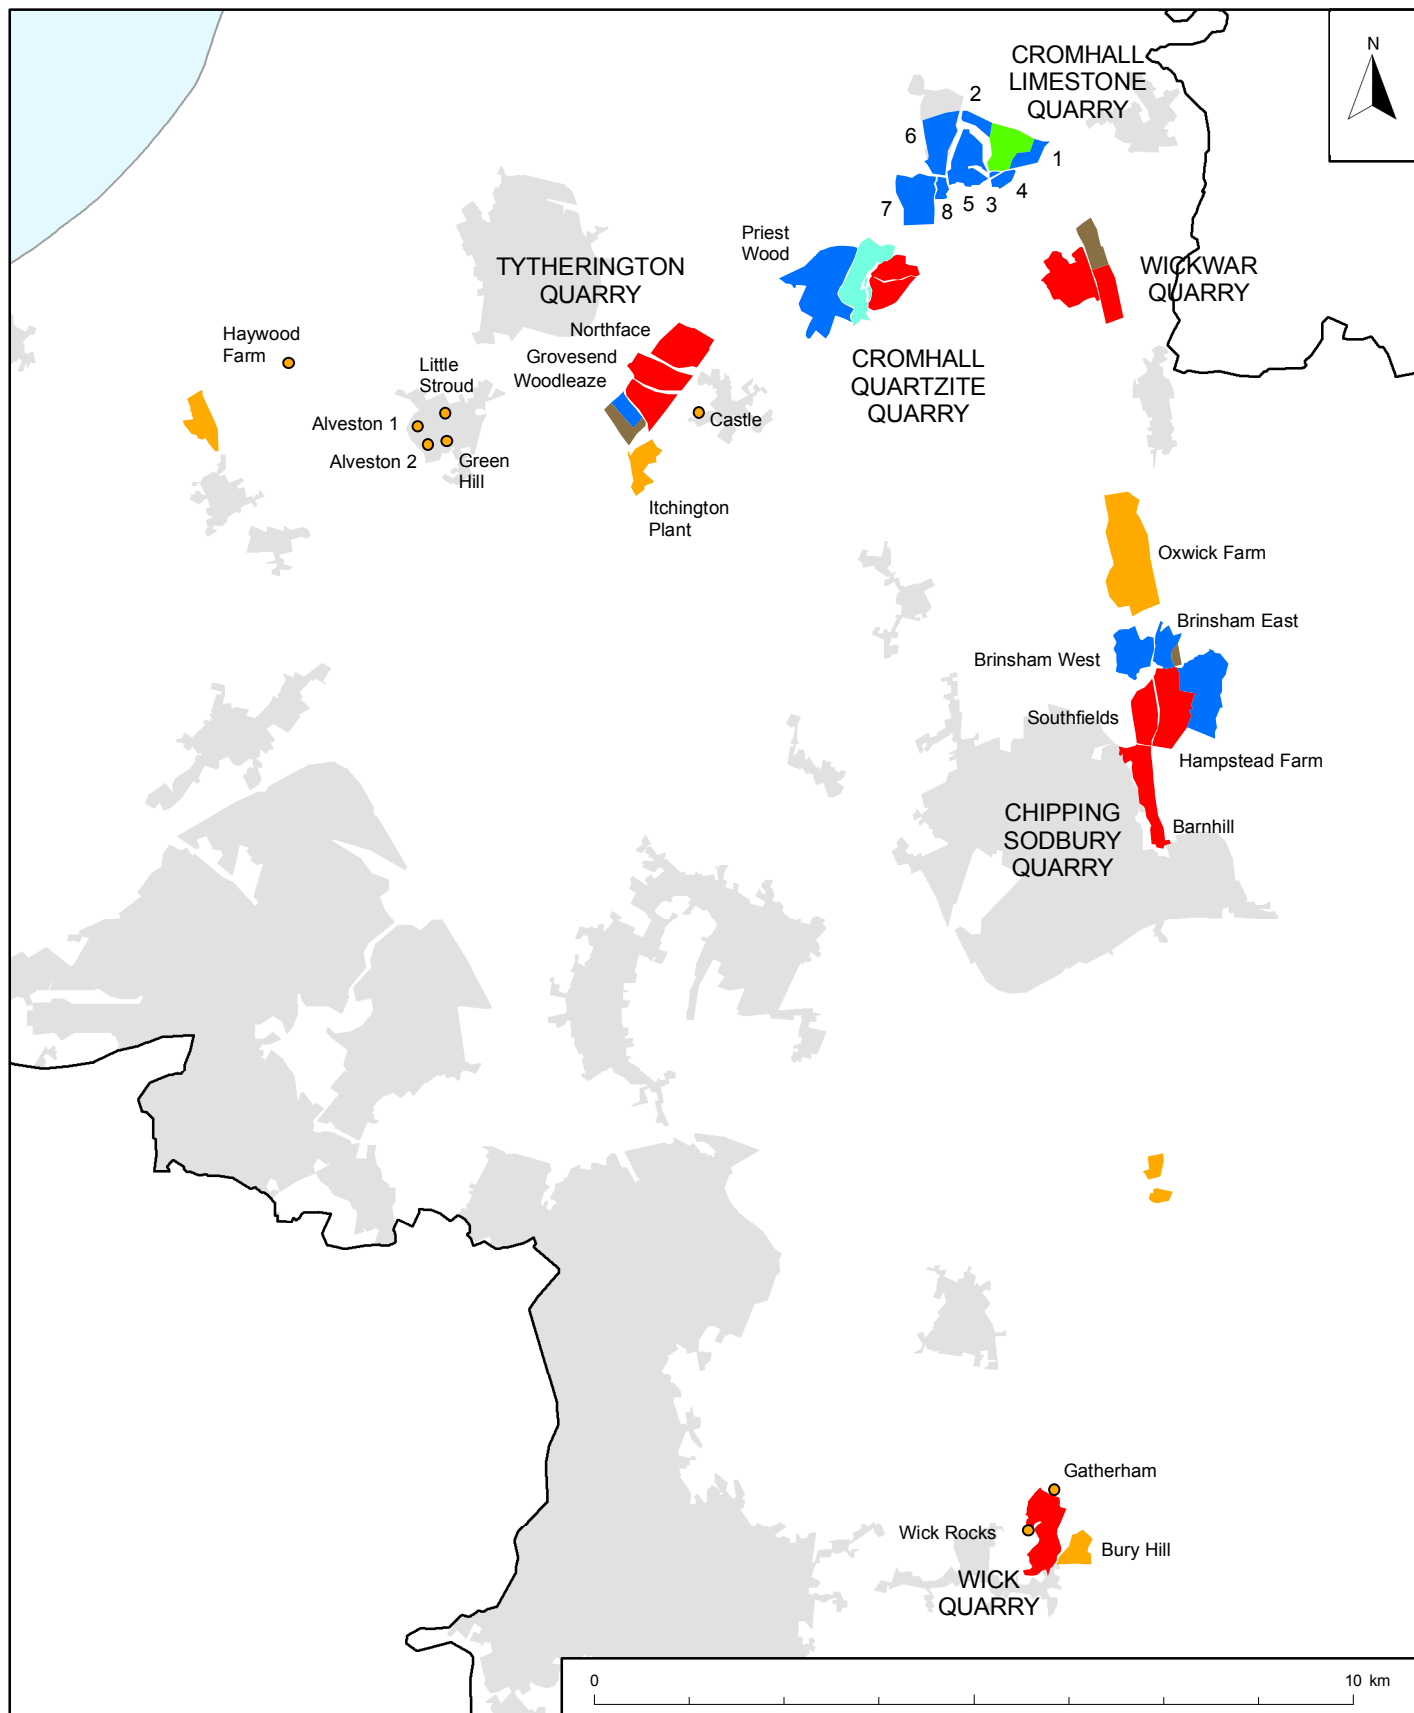 N
CROMHALL
LIMESTONE
QUARRY
2
6
1
7
8
5
3
4
Priest
Wood
TYTHERINGTON
QUARRY
WICKWAR
QUARRY
Northface
Grovesend
Woodleaze
Haywood
Farm
Little
Stroud
Alveston 1
Alveston 2
Green
Hill
Castle
CROMHALL
QUARTZITE
QUARRY
Itchington
Plant
Oxwick Farm
Brinsham East
Brinsham West
Southfields
Hampstead Farm
CHIPPING
SODBURY
QUARRY
Barnhill
Gatherham
Wick Rocks
Bury Hill
WICK
QUARRY
0
10 km